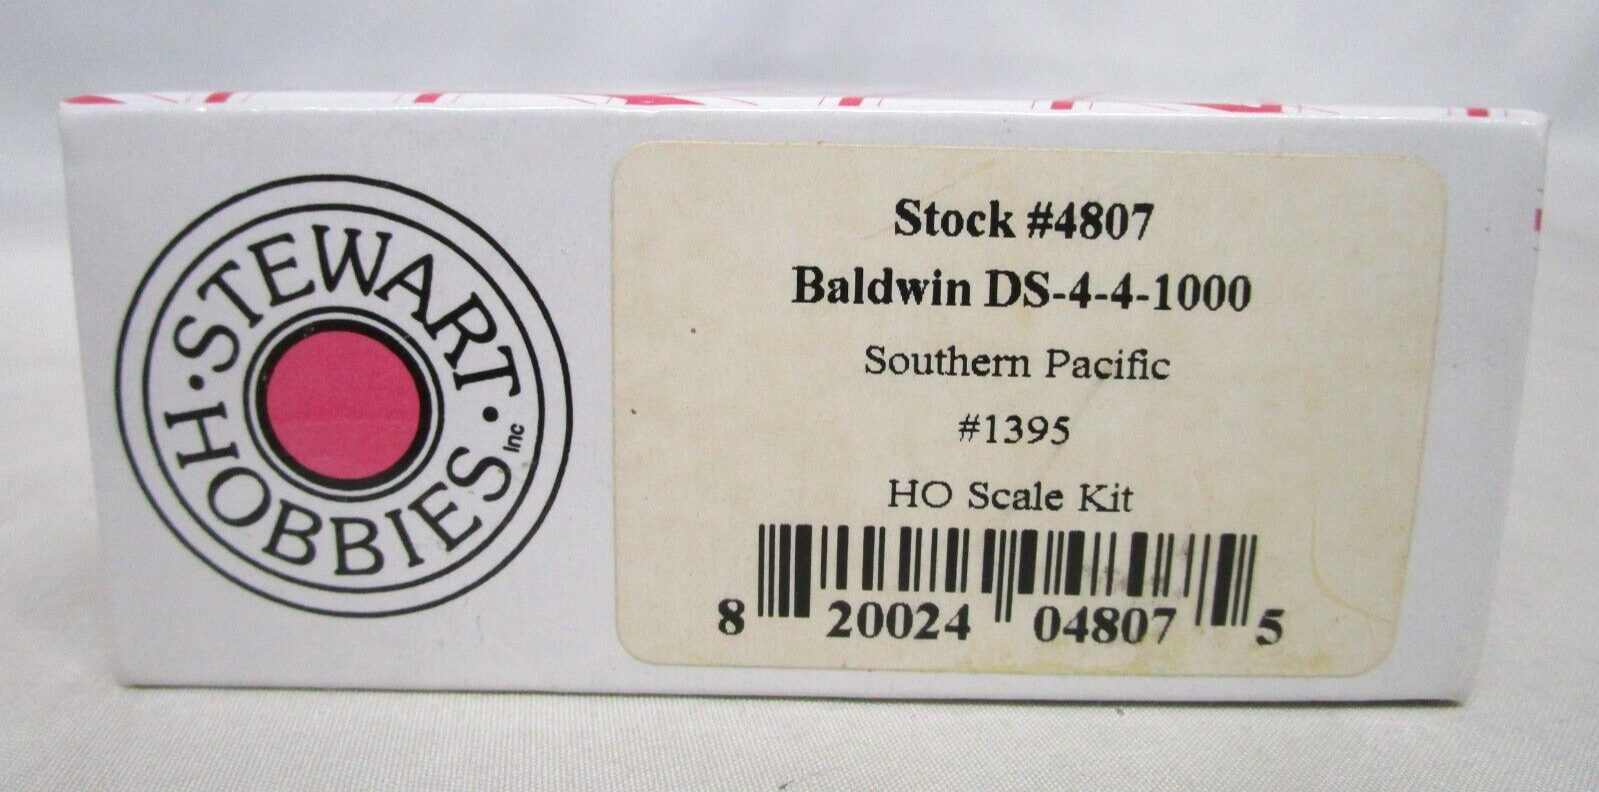 ·STEWART·
HOBBIES
Inc
Stock #4807
Baldwin DS-4-4-1000
Southern Pacific
#1395
HO Scale Kit
8 20024 04807 5